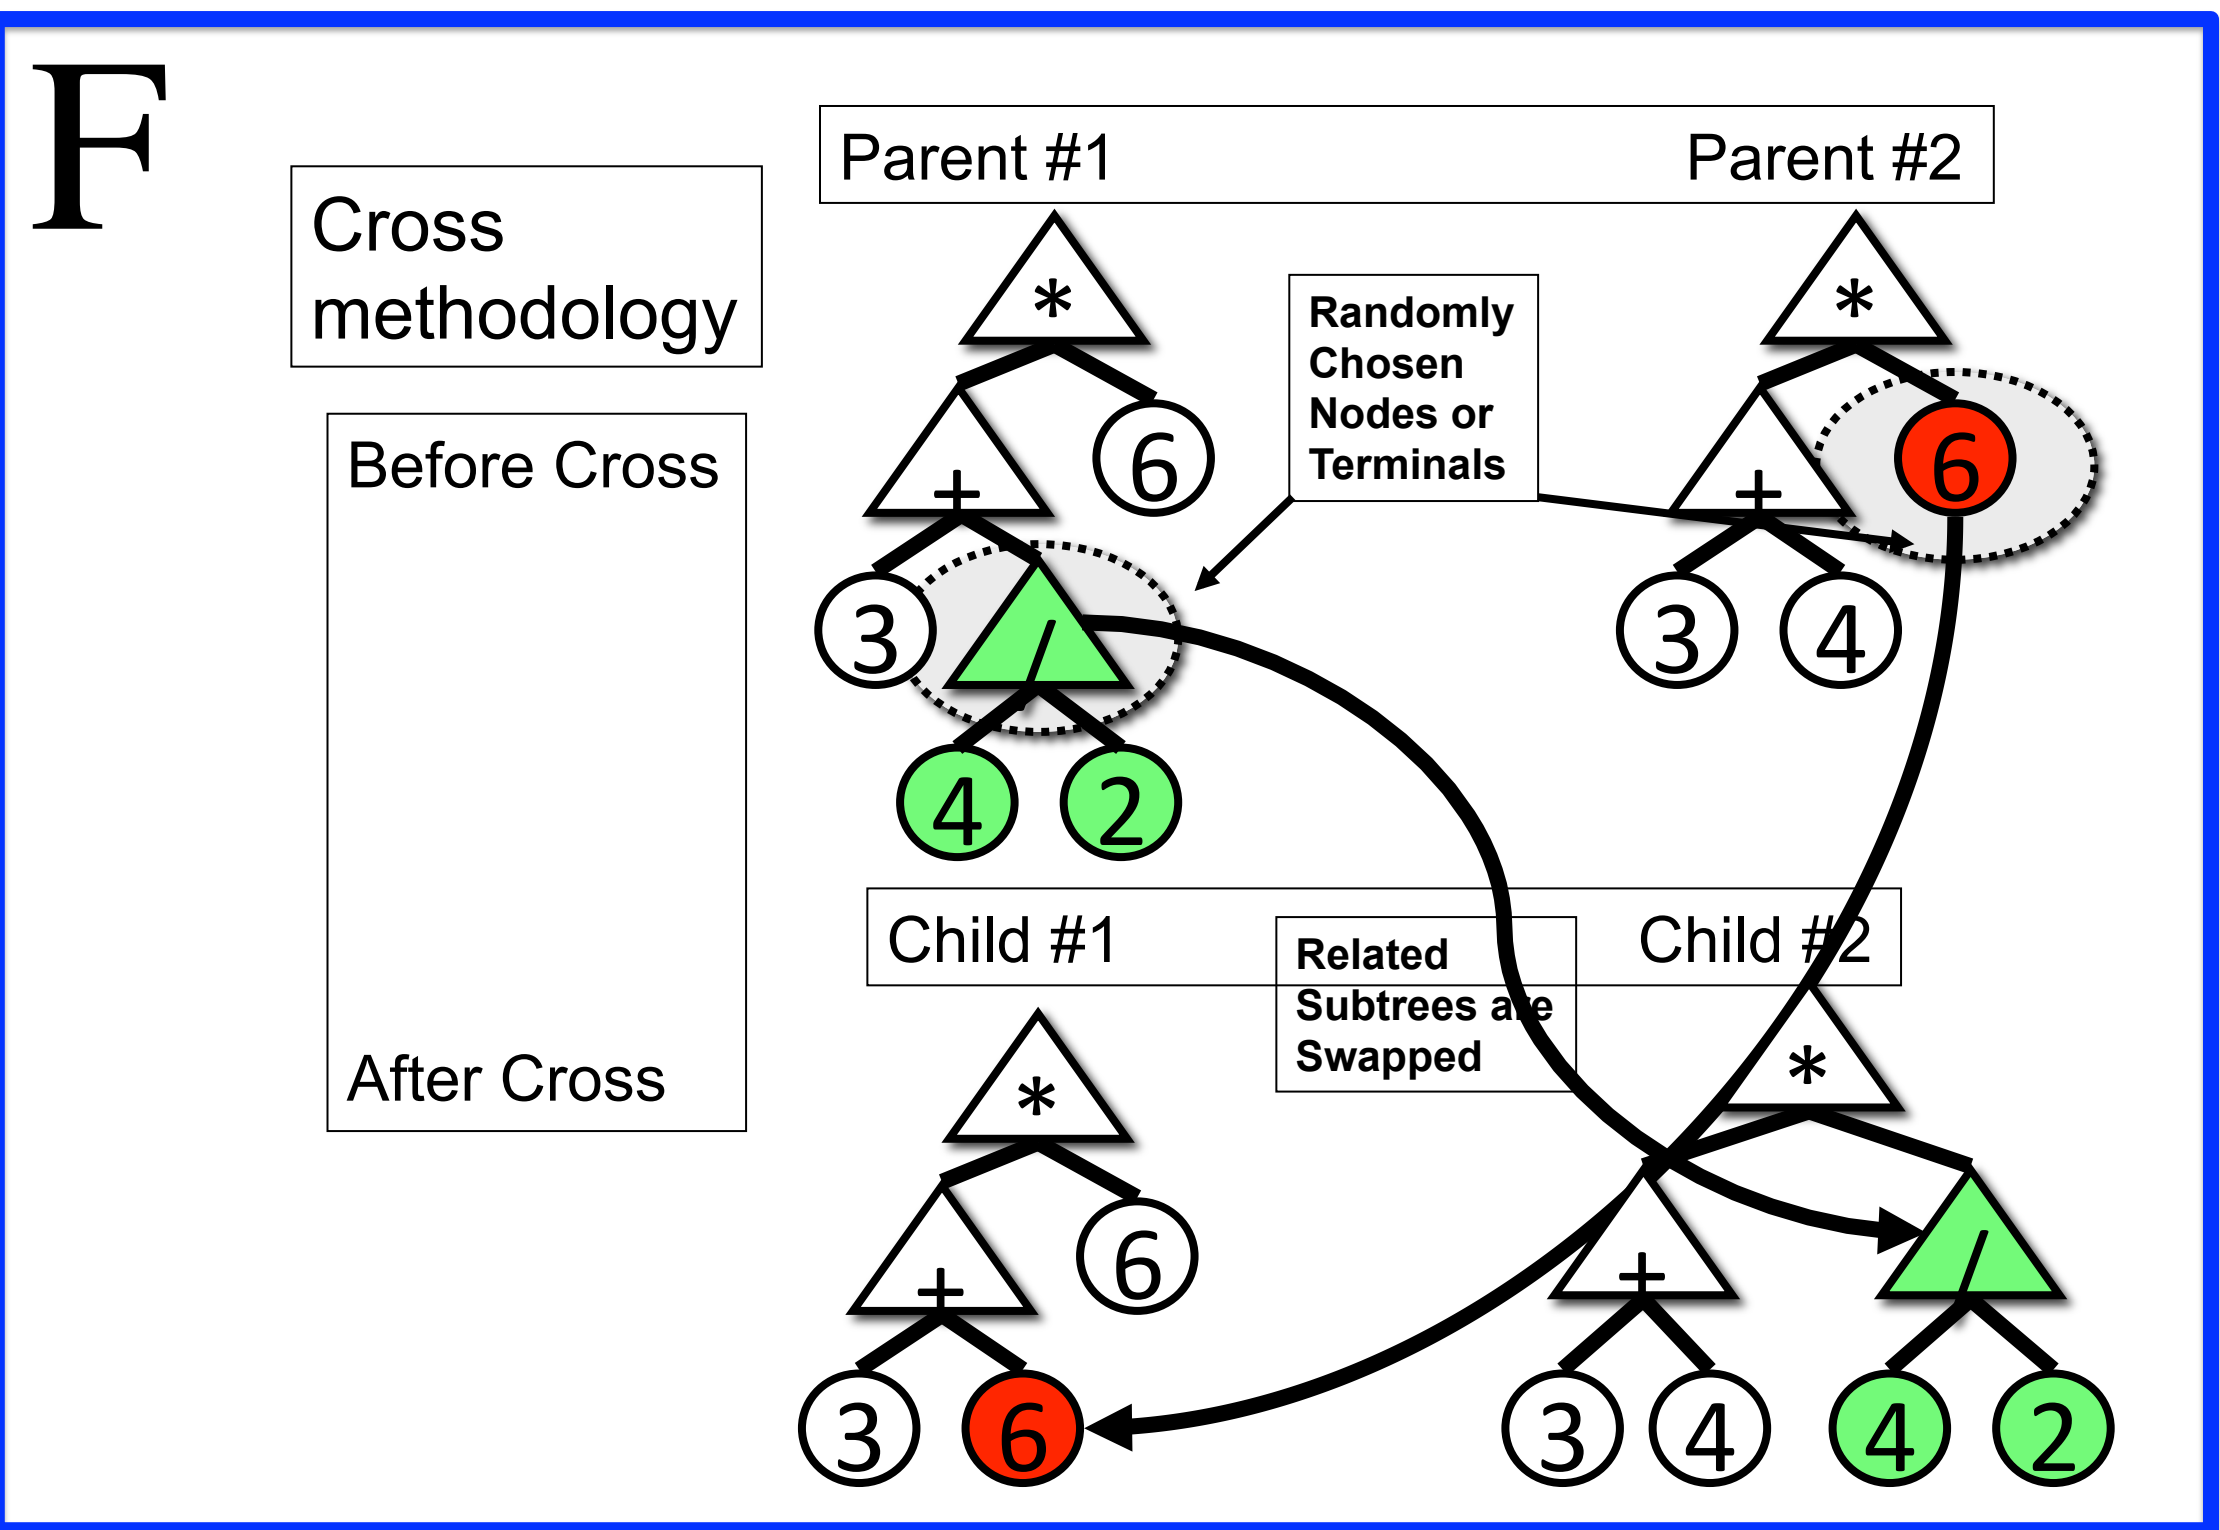 F
Cross
methodology
Before Cross
After Cross
Parent #1 Parent #2
*
+
6
3
/
4 2
Randomly
Chosen
Nodes or
Terminals
*
+
6
3 4
Child #1 Child #2
Related
Subtrees are
Swapped
*
+
6
3 6
*
+
/
3 4 4 2